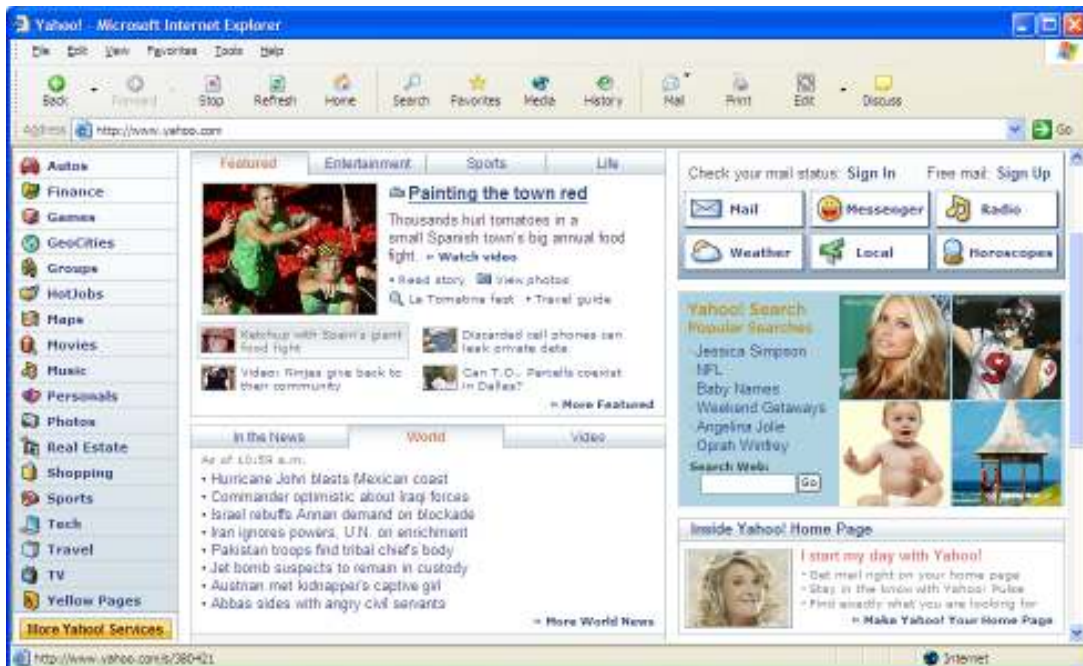 Yahoo! - Microsoft Internet Explorer
File Edit View Favorites Tools Help
Back Forward Stop Refresh Home Search Favorites Media History Mail Print Edit Discuss
Address http://www.yahoo.com Go
Autos
Finance
Games
GeoCities
Groups
HotJobs
Maps
Movies
Music
Personals
Photos
Real Estate
Shopping
Sports
Tech
Travel
TV
Yellow Pages
More Yahoo! Services
Featured Entertainment Sports Life
Painting the town red
Thousands hurl tomatoes in a
small Spanish town's big annual food
fight. » Watch video
• Read story View photos
La Tomatina fest • Travel guide
Ketchup with Spain's giant
food fight
Discarded cell phones can
leak private data
Video: Ninjas give back to
their community
Can T.O., Parcells coexist
in Dallas?
» More Featured
In the News World Video
As of 10:59 a.m.
• Hurricane John blasts Mexican coast
• Commander optimistic about Iraqi forces
• Israel rebuffs Annan demand on blockade
• Iran ignores powers, U.N. on enrichment
• Pakistan troops find tribal chief's body
• Jet bomb suspects to remain in custody
• Austrian met kidnapper's captive girl
• Abbas sides with angry civil servants
» More World News
Check your mail status: Sign In Free mail: Sign Up
Mail Messenger Radio
Weather Local Horoscopes
Yahoo! Search
Popular Searches
Jessica Simpson
NFL
Baby Names
Weekend Getaways
Angelina Jolie
Oprah Winfrey
Search Web:
Go
9
Inside Yahoo! Home Page
I start my day with Yahoo!
• Get mail right on your home page
• Stay in the know with Yahoo! Pulse
• Find exactly what you are looking for
» Make Yahoo! Your Home Page
http://www.yahoo.com/s/380421 Internet